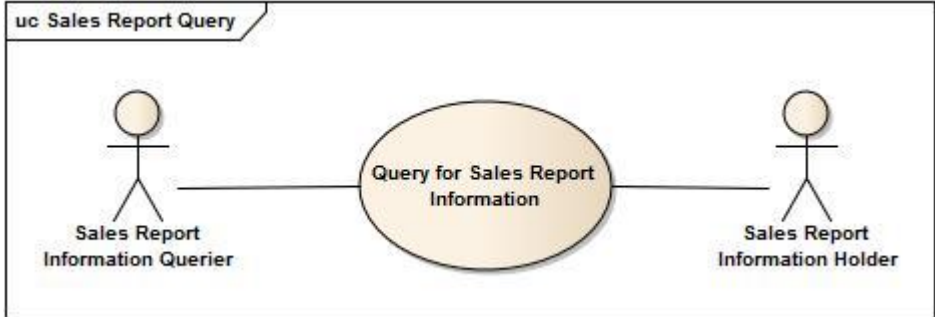 uc Sales Report Query
Query for Sales Report
Information
Sales Report
Information Querier
Sales Report
Information Holder